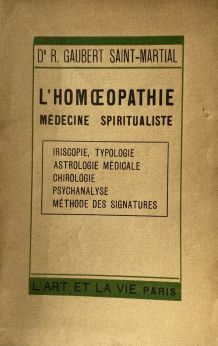 Dr R. GAUBERT SAINT-MARTIAL
L'HOMŒOPATHIE
MÉDECINE SPIRITUALISTE
IRISCOPIE, TYPOLOGIE
ASTROLOGIE MÉDICALE
CHIROLOGIE
PSYCHANALYSE
MÉTHODE DES SIGNATURES
L'ART ET LA VIE PARIS